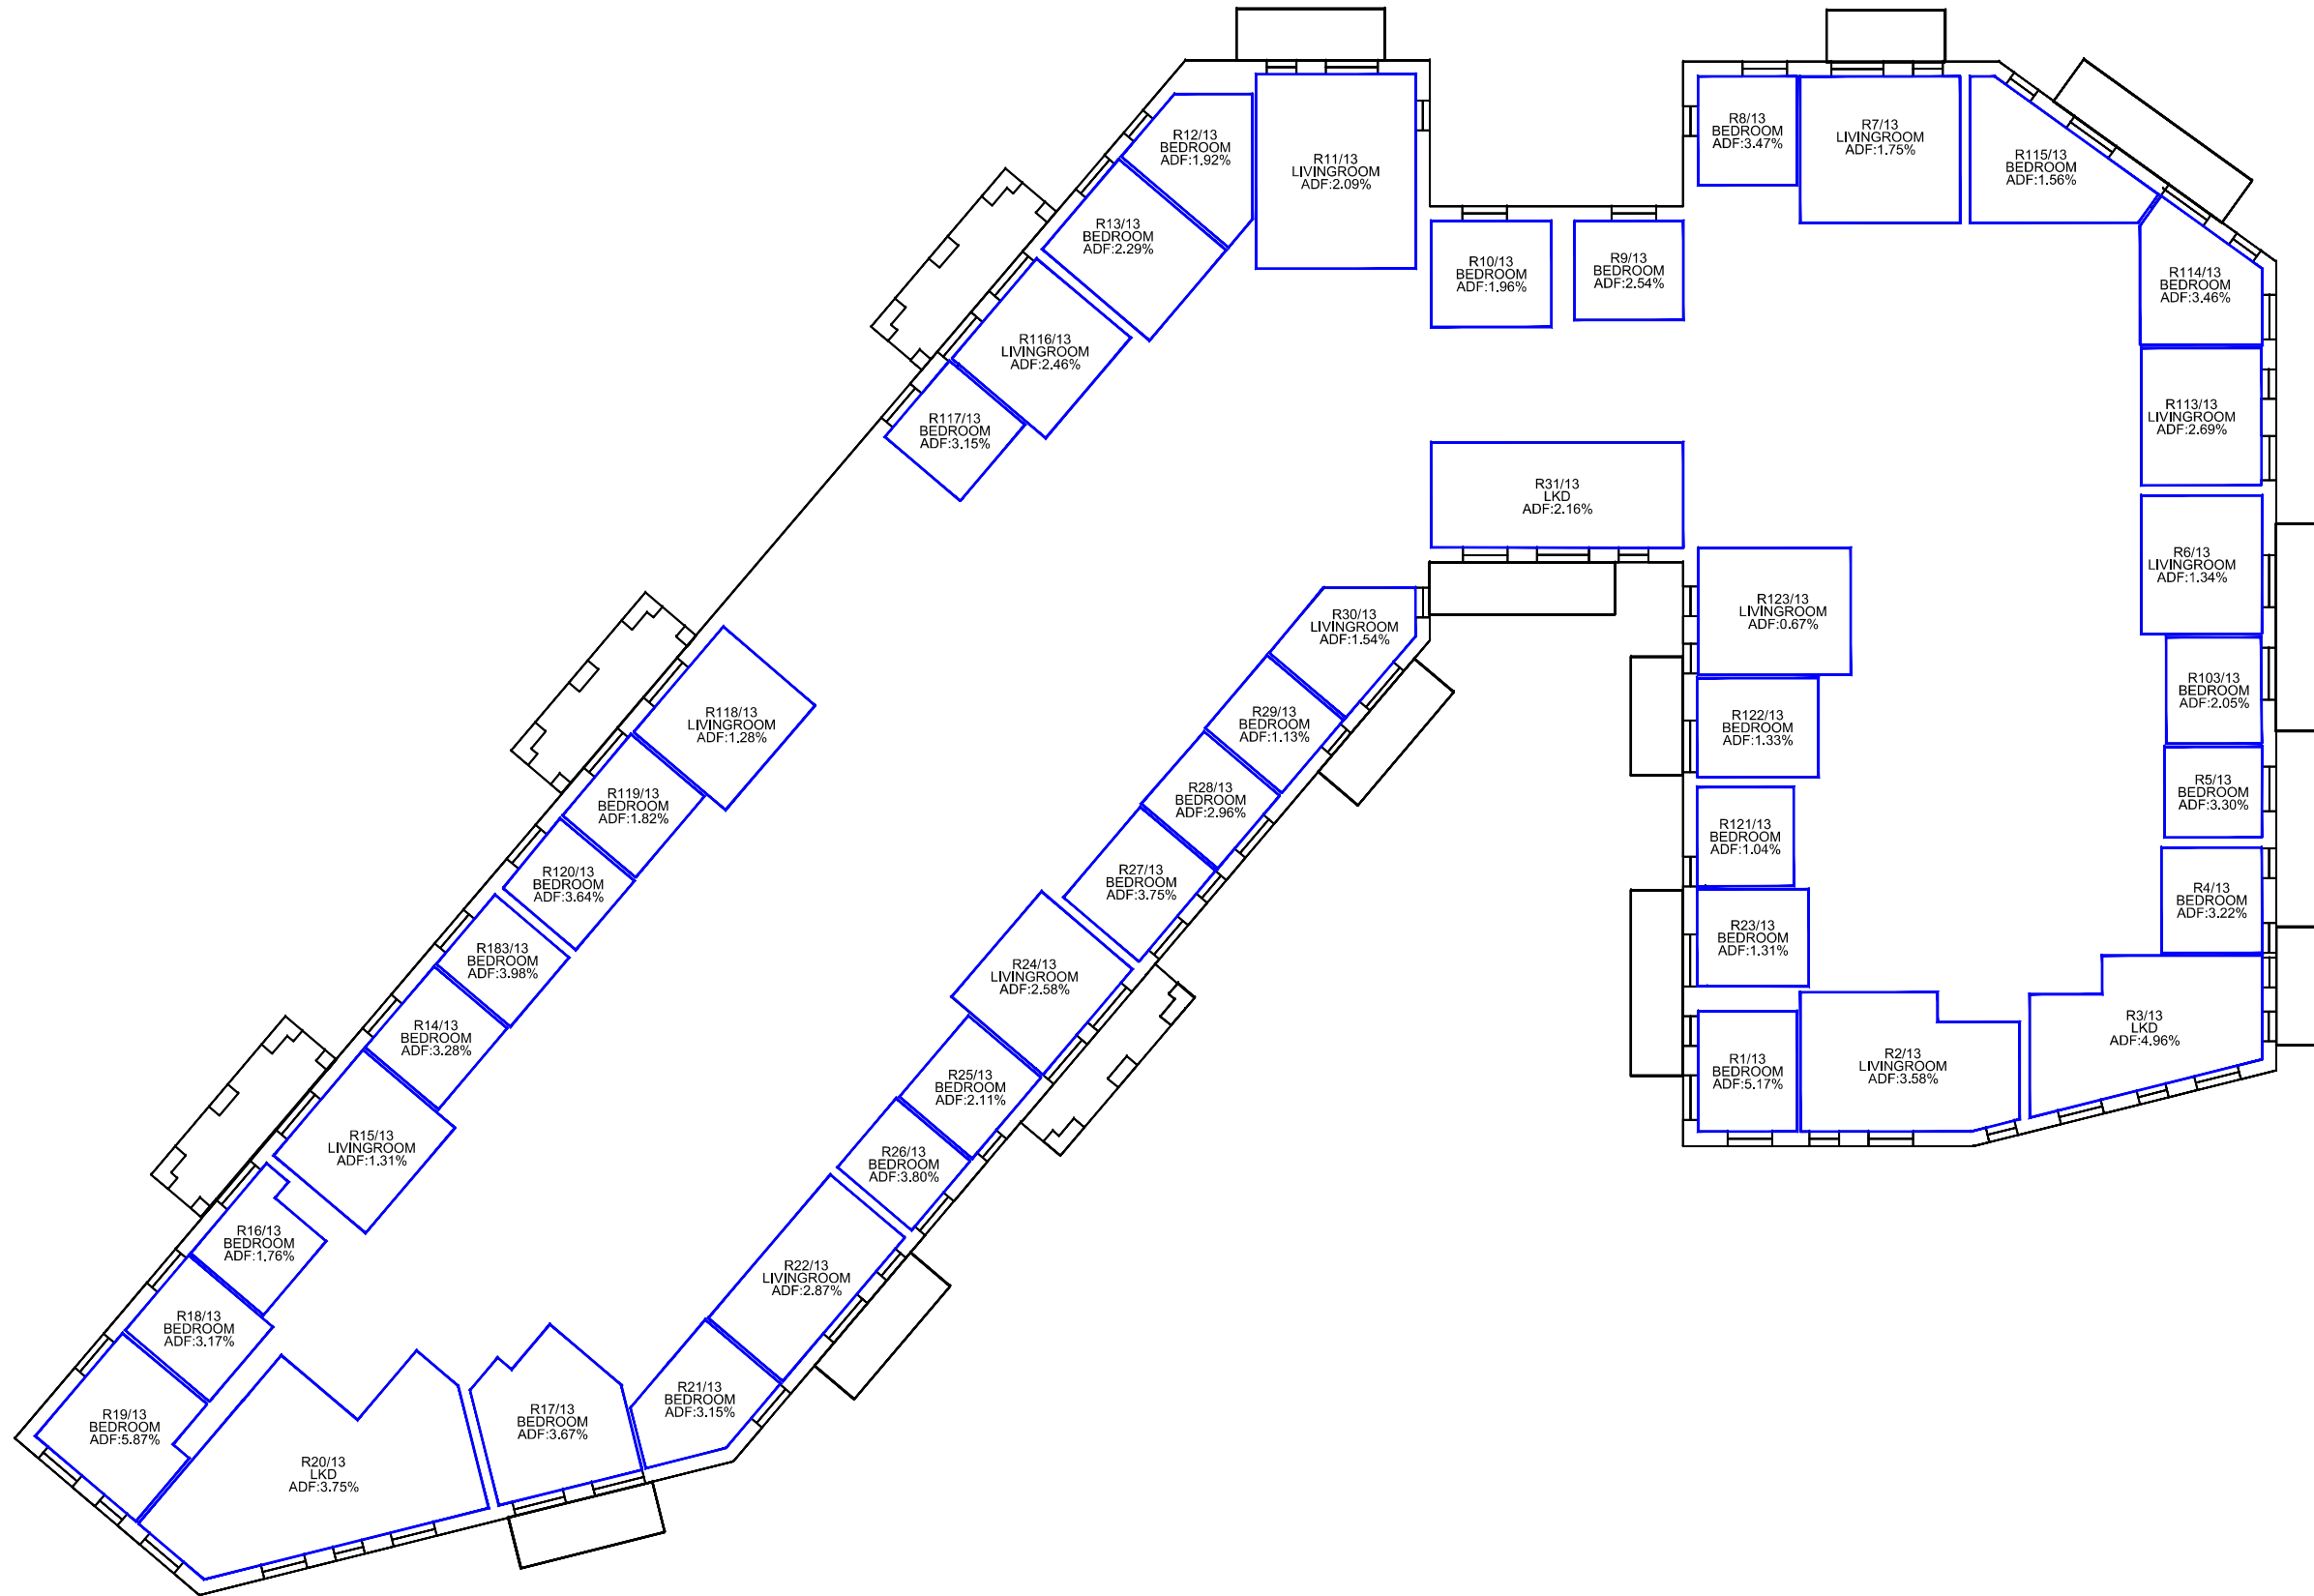 R12/13
BEDROOM
ADF:1.92%
R11/13
LIVINGROOM
ADF:2.09%
R8/13
BEDROOM
ADF:3.47%
R7/13
LIVINGROOM
ADF:1.75%
R115/13
BEDROOM
ADF:1.56%
R13/13
BEDROOM
ADF:2.29%
R10/13
BEDROOM
ADF:1.96%
R9/13
BEDROOM
ADF:2.54%
R114/13
BEDROOM
ADF:3.46%
R116/13
LIVINGROOM
ADF:2.46%
R117/13
BEDROOM
ADF:3.15%
R113/13
LIVINGROOM
ADF:2.69%
R31/13
LKD
ADF:2.16%
R6/13
LIVINGROOM
ADF:1.34%
R123/13
LIVINGROOM
ADF:0.67%
R30/13
LIVINGROOM
ADF:1.54%
R103/13
BEDROOM
ADF:2.05%
R118/13
LIVINGROOM
ADF:1.28%
R29/13
BEDROOM
ADF:1.13%
R122/13
BEDROOM
ADF:1.33%
R119/13
BEDROOM
ADF:1.82%
R28/13
BEDROOM
ADF:2.96%
R5/13
BEDROOM
ADF:3.30%
R121/13
BEDROOM
ADF:1.04%
R120/13
BEDROOM
ADF:3.64%
R27/13
BEDROOM
ADF:3.75%
R4/13
BEDROOM
ADF:3.22%
R23/13
BEDROOM
ADF:1.31%
R183/13
BEDROOM
ADF:3.98%
R24/13
LIVINGROOM
ADF:2.58%
R14/13
BEDROOM
ADF:3.28%
R3/13
LKD
ADF:4.96%
R1/13
BEDROOM
ADF:5.17%
R2/13
LIVINGROOM
ADF:3.58%
R25/13
BEDROOM
ADF:2.11%
R15/13
LIVINGROOM
ADF:1.31%
R26/13
BEDROOM
ADF:3.80%
R16/13
BEDROOM
ADF:1.76%
R22/13
LIVINGROOM
ADF:2.87%
R18/13
BEDROOM
ADF:3.17%
R21/13
BEDROOM
ADF:3.15%
R19/13
BEDROOM
ADF:5.87%
R17/13
BEDROOM
ADF:3.67%
R20/13
LKD
ADF:3.75%